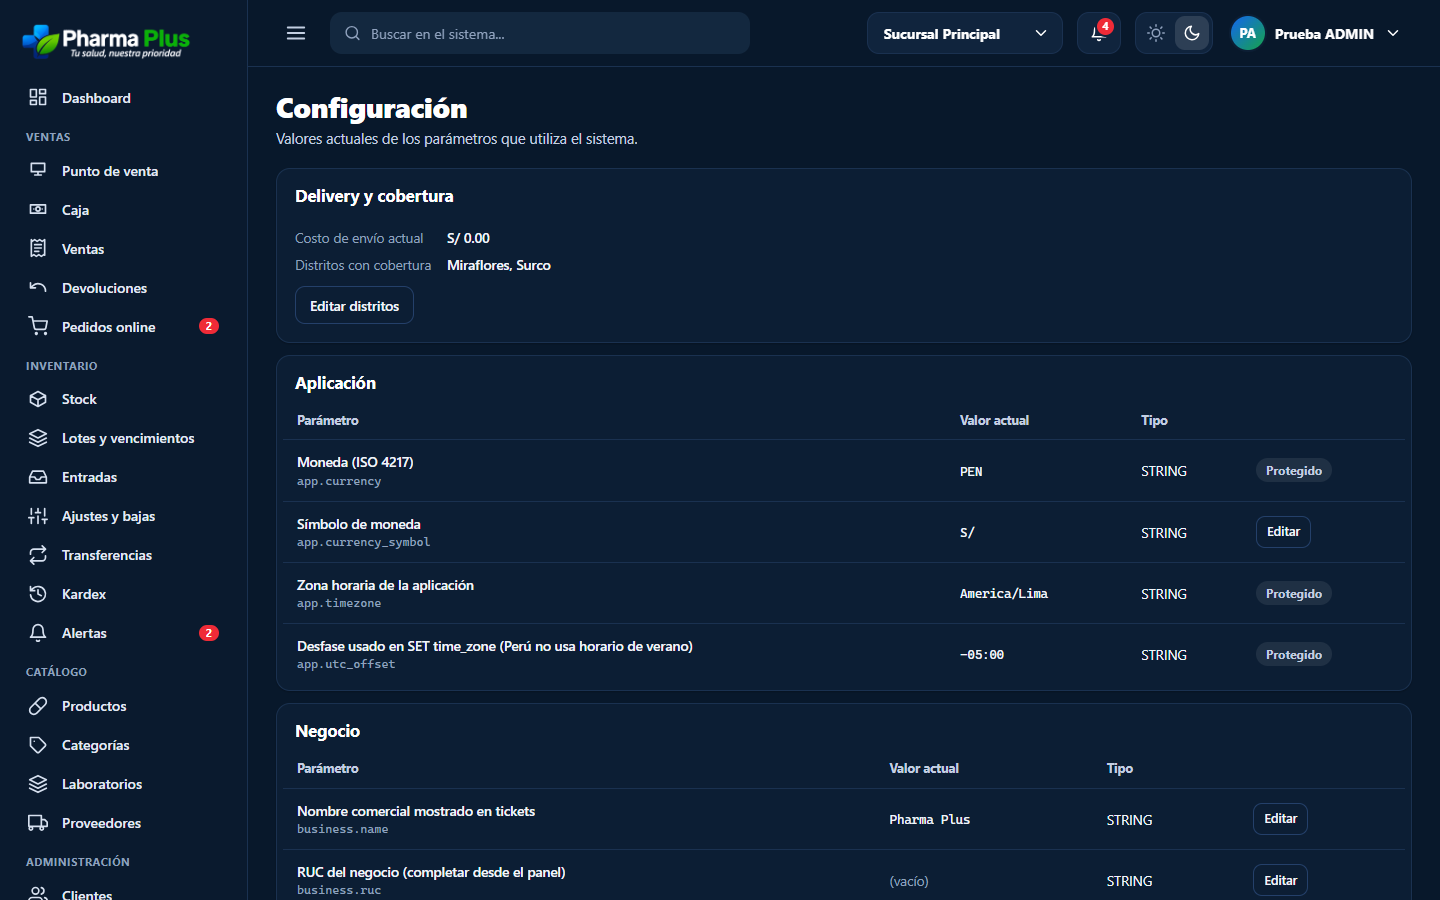 Pharma Plus
Tu salud, nuestra prioridad
Buscar en el sistema...
Sucursal Principal
4
PA
Prueba ADMIN
Dashboard
VENTAS
Punto de venta
Caja
Ventas
Devoluciones
Pedidos online
2
INVENTARIO
Stock
Lotes y vencimientos
Entradas
Ajustes y bajas
Transferencias
Kardex
Alertas
2
CATÁLOGO
Productos
Categorías
Laboratorios
Proveedores
ADMINISTRACIÓN
Clientes
Configuración
Valores actuales de los parámetros que utiliza el sistema.
Delivery y cobertura
Costo de envío actual S/ 0.00
Distritos con cobertura Miraflores, Surco
Editar distritos
Aplicación
Parámetro Valor actual Tipo
Moneda (ISO 4217)
app.currency
PEN STRING Protegido
Símbolo de moneda
app.currency_symbol
S/ STRING Editar
Zona horaria de la aplicación
app.timezone
America/Lima STRING Protegido
Desfase usado en SET time_zone (Perú no usa horario de verano)
app.utc_offset
-05:00 STRING Protegido
Negocio
Parámetro Valor actual Tipo
Nombre comercial mostrado en tickets
business.name
Pharma Plus STRING Editar
RUC del negocio (completar desde el panel)
business.ruc
(vacío) STRING Editar